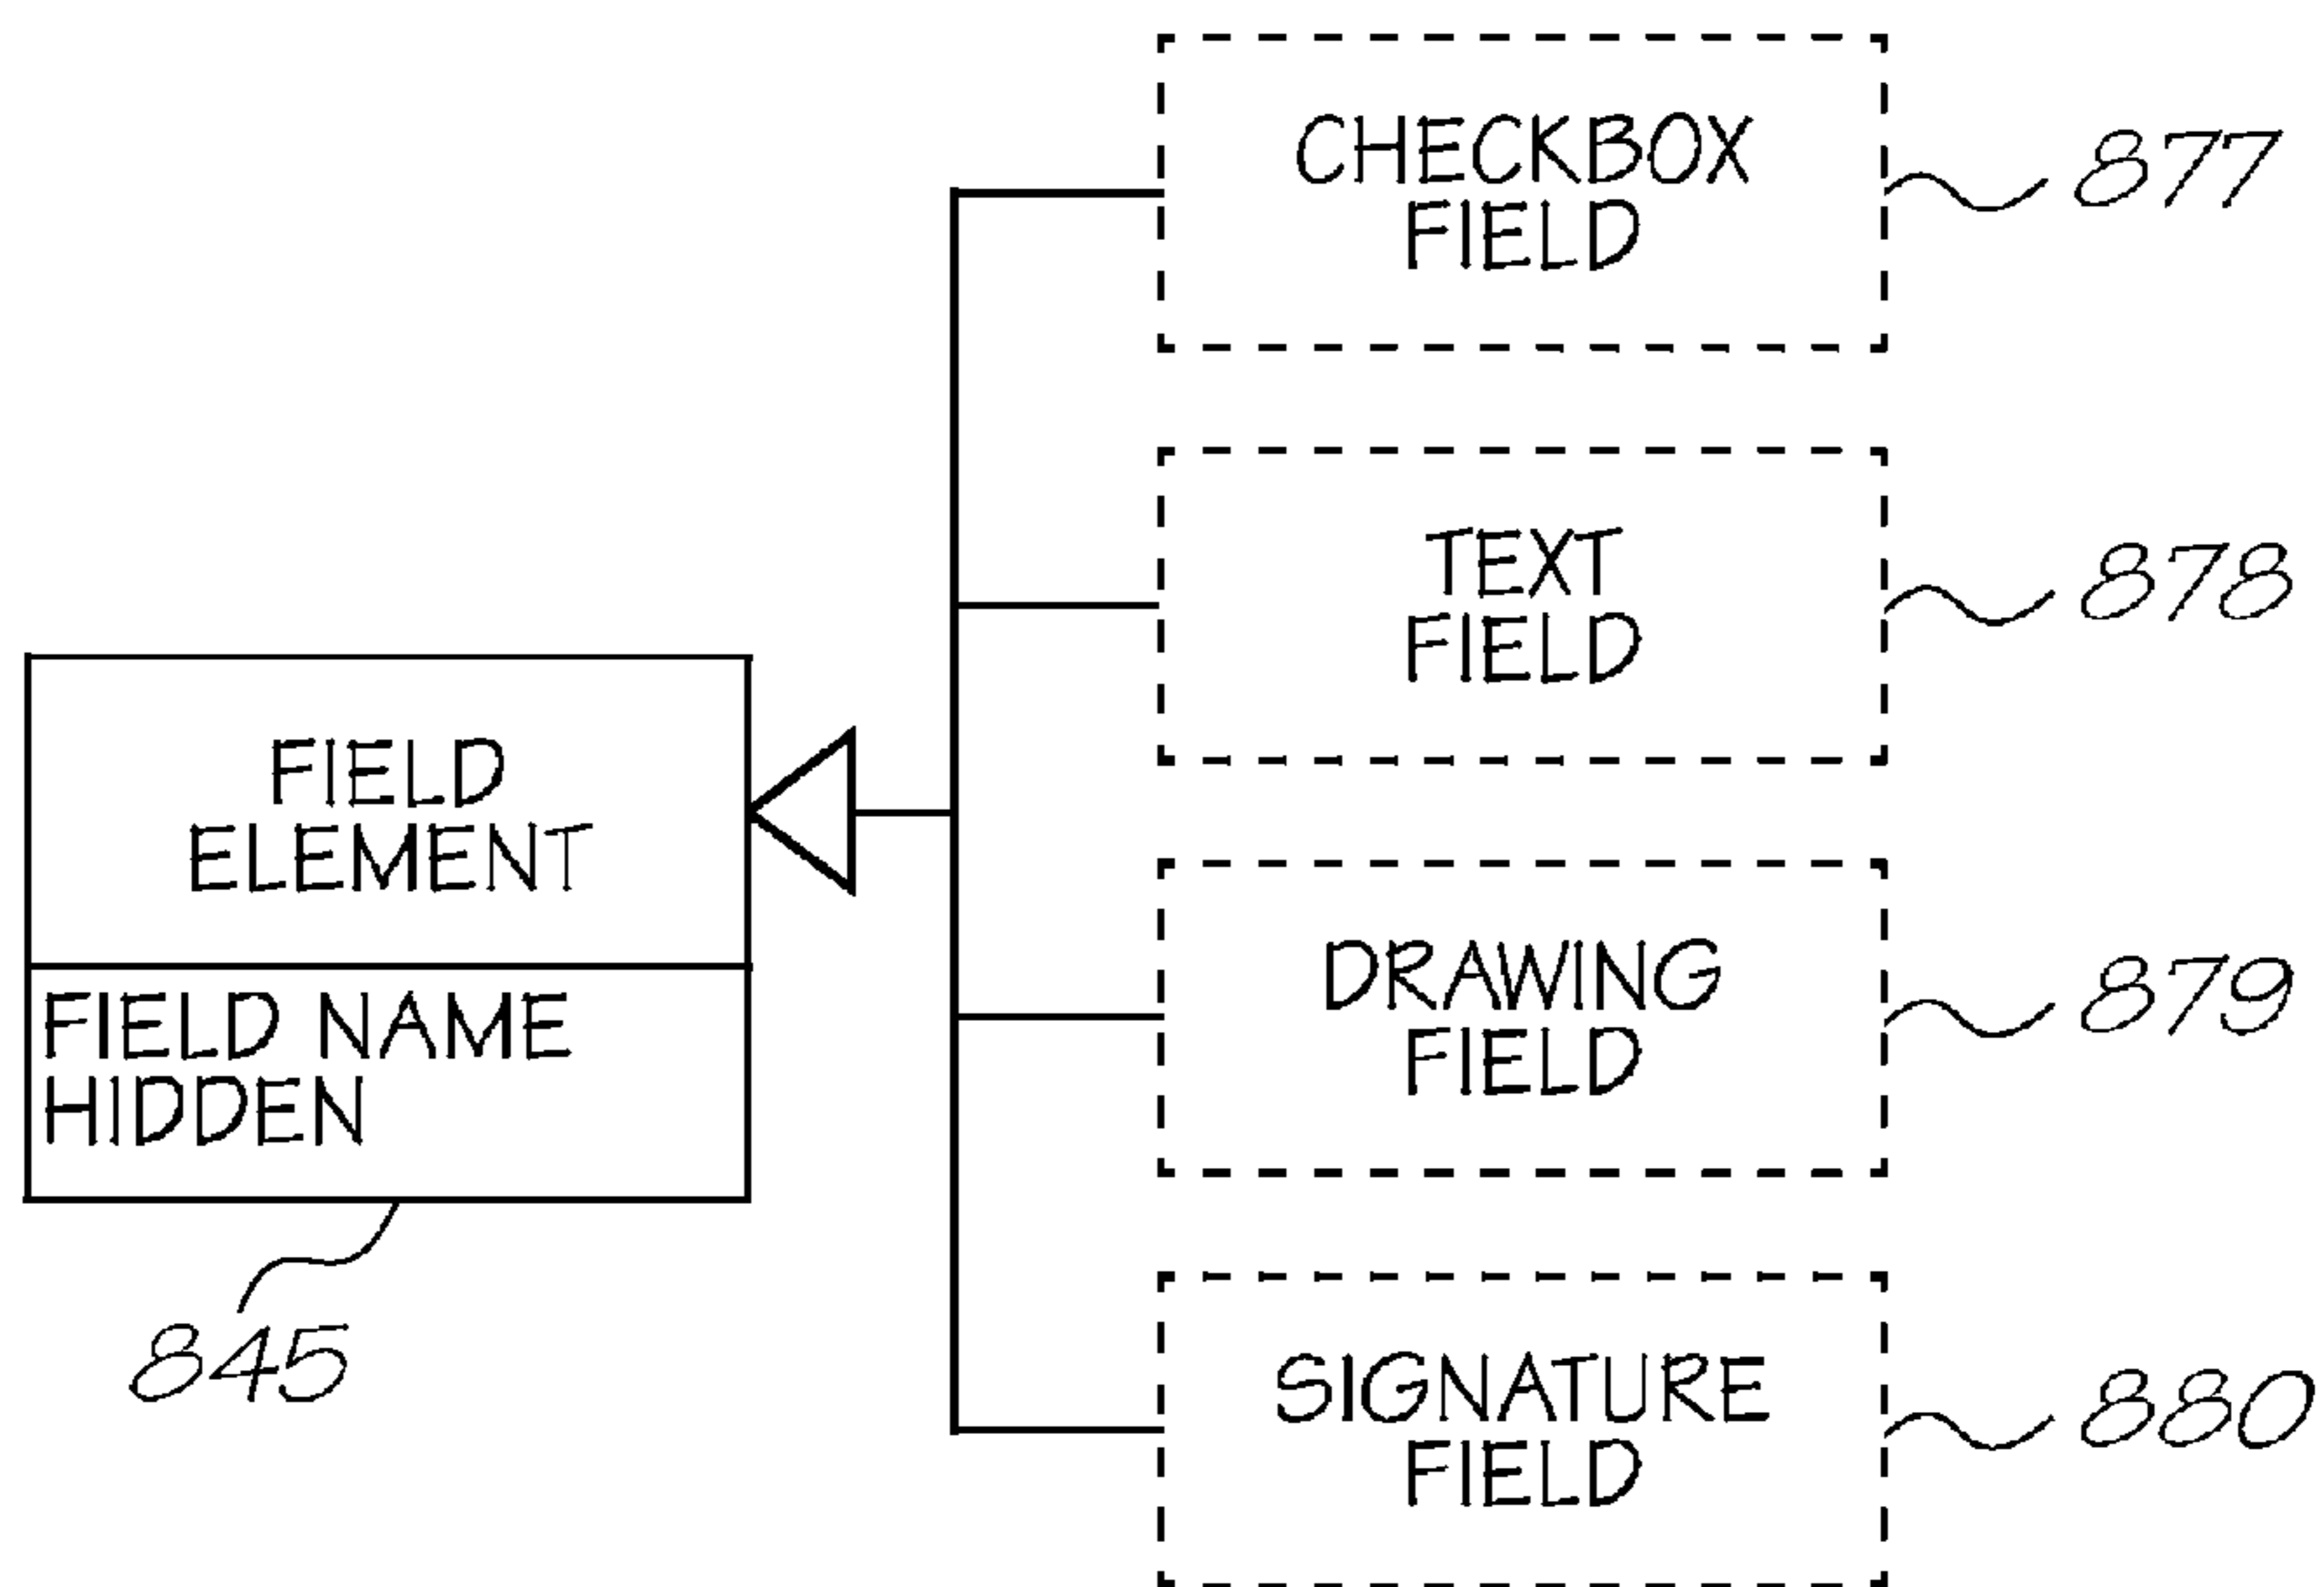 CHECKBOX
FIELD
877
TEXT
FIELD
878
FIELD
ELEMENT
FIELD NAME
HIDDEN
845
DRAWING
FIELD
879
SIGNATURE
FIELD
880